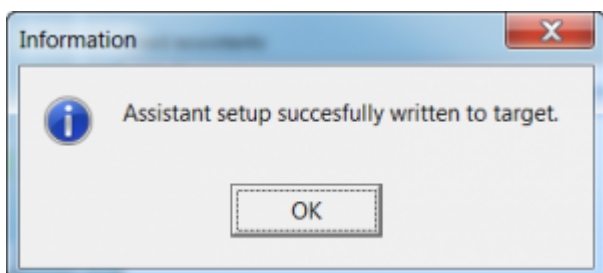 Information
Assistant setup succesfully written to target.
OK